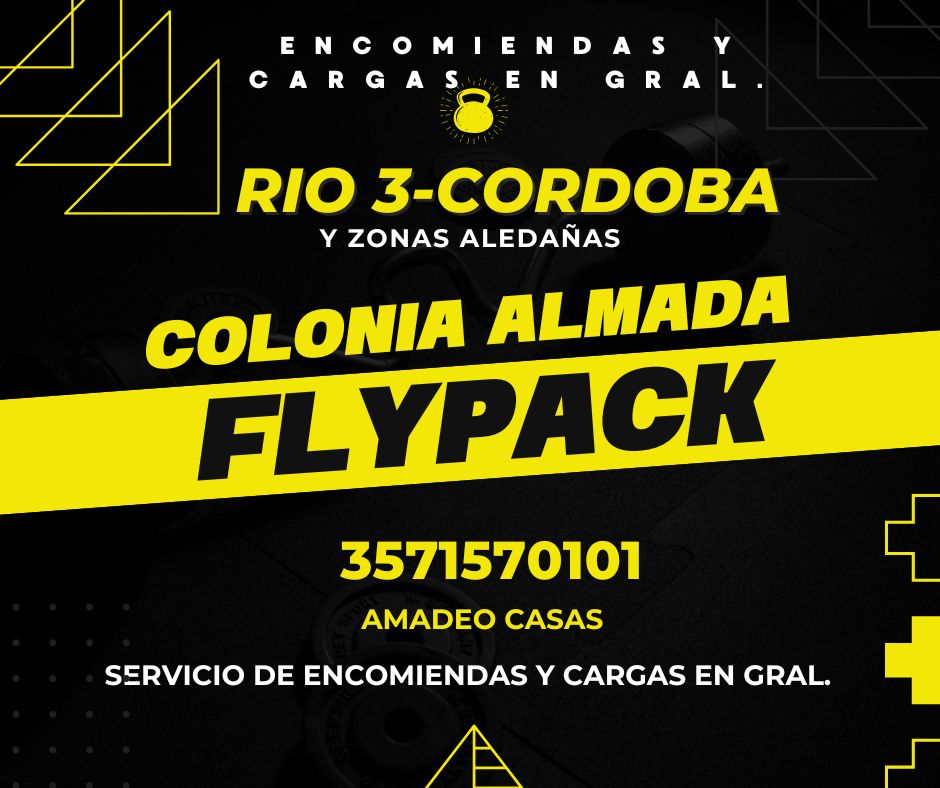 ENCOMIENDAS Y
CARGAS EN GRAL.
RIO 3-CORDOBA
Y ZONAS ALEDAÑAS
COLONIA ALMADA
FLYPACK
3571570101
AMADEO CASAS
SERVICIO DE ENCOMIENDAS Y CARGAS EN GRAL.